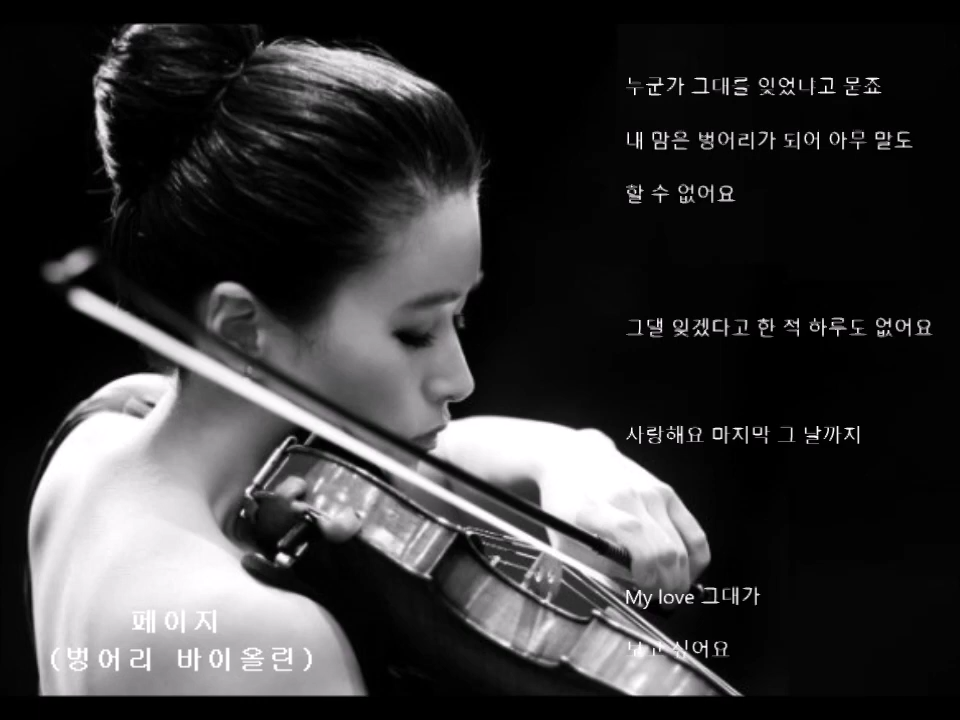 누군가 그대를 잊었냐고 묻죠
내 맘은 벙어리가 되어 아무 말도
할 수 없어요
그댈 잊겠다고 한 적 하루도 없어요
사랑해요 마지막 그 날까지
My love 그대가
보고 싶어요
페이지
(벙어리 바이올린)